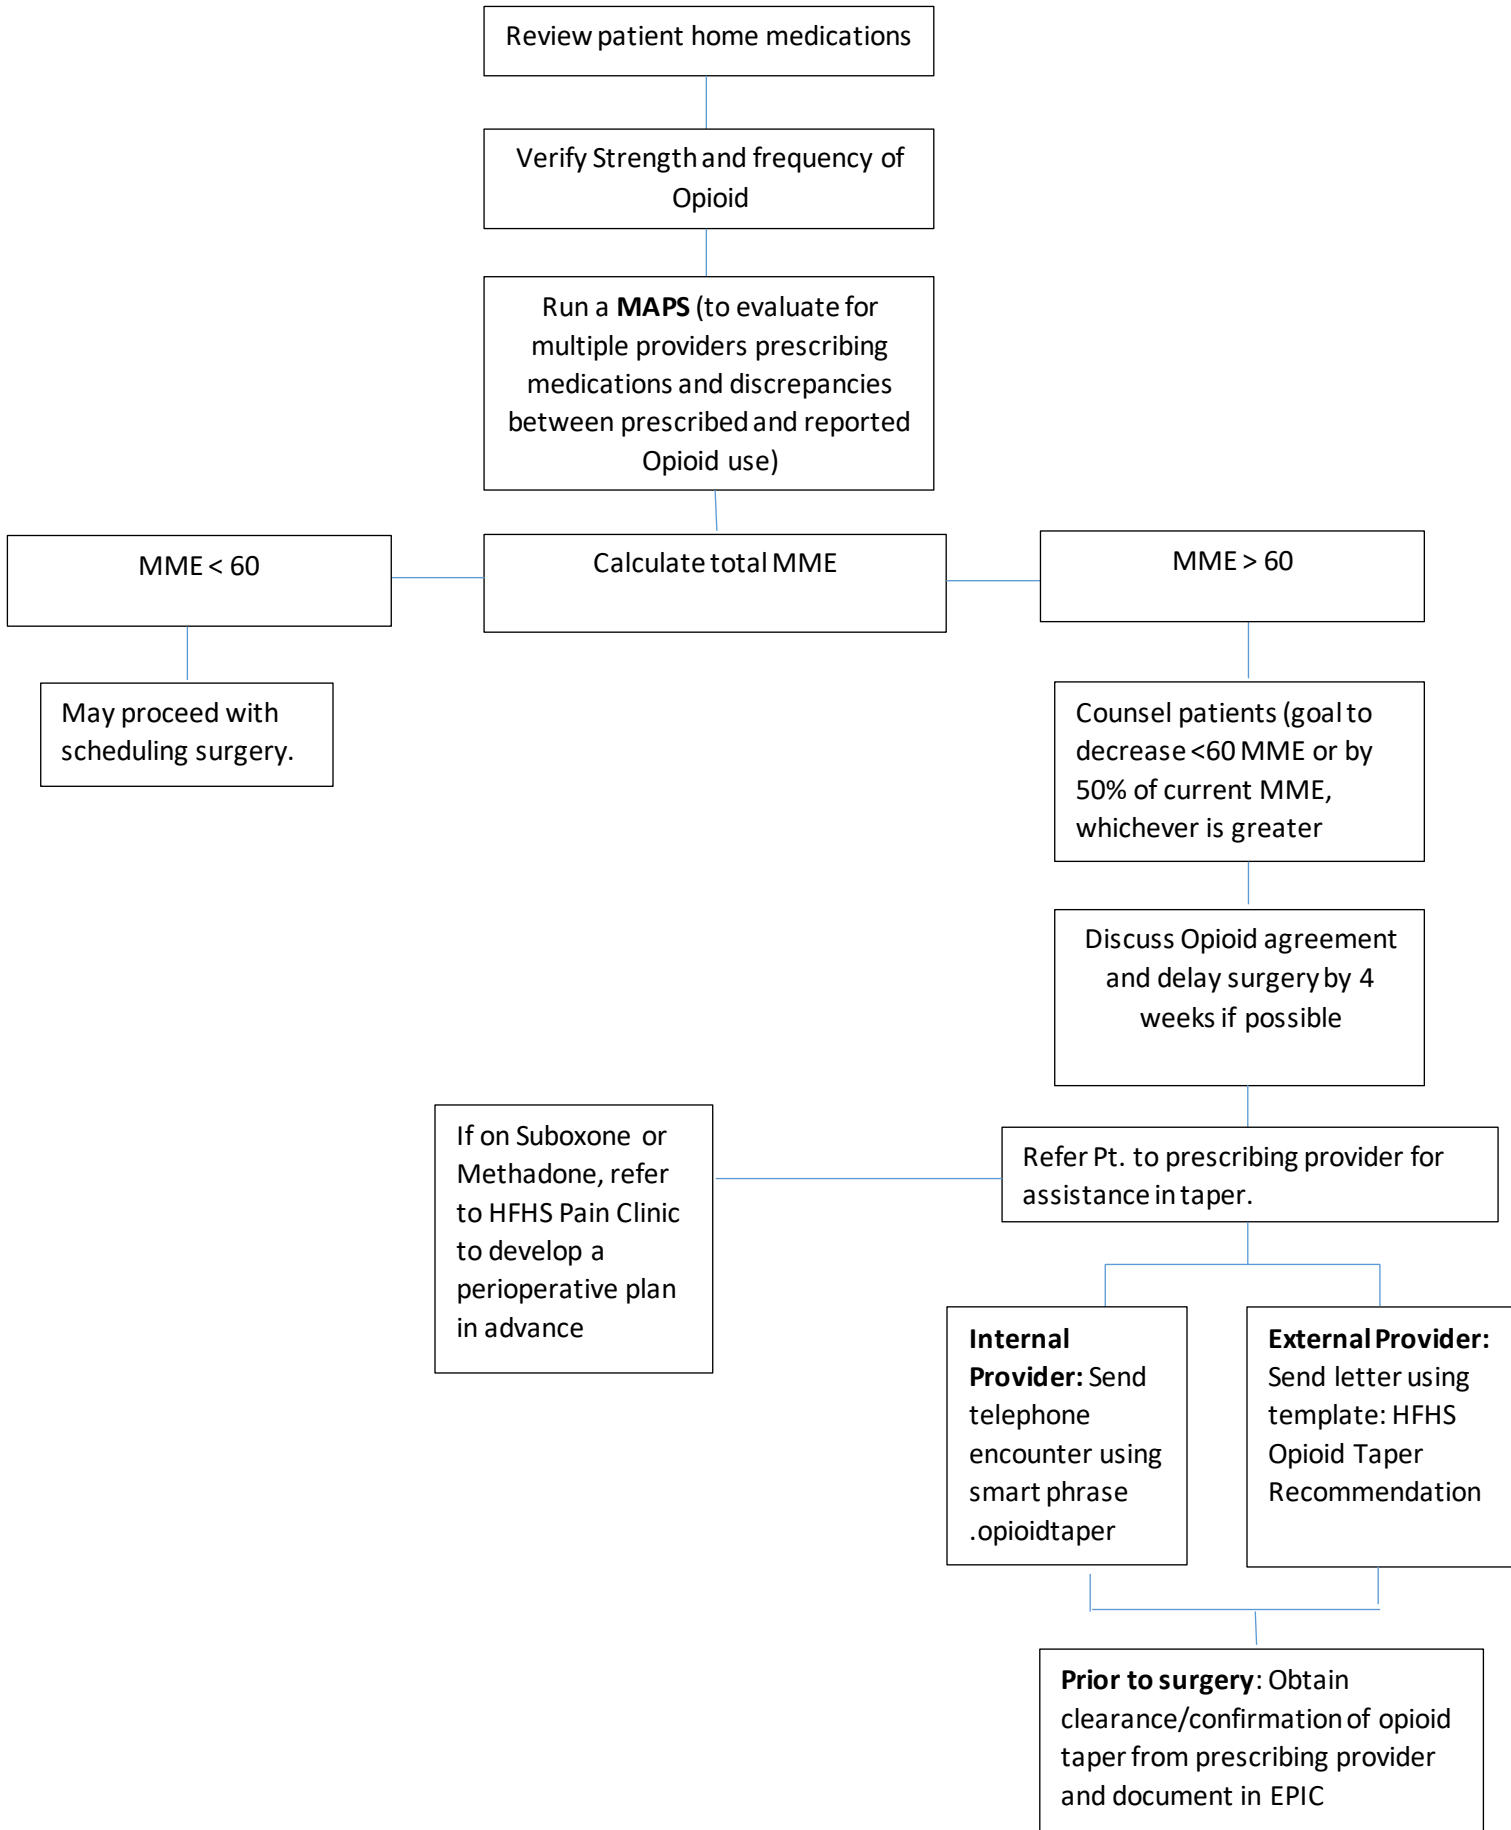 Review patient home medications
Verify Strength and frequency of
Opioid
Run a MAPS (to evaluate for
multiple providers prescribing
medications and discrepancies
between prescribed and reported
Opioid use)
MME < 60
Calculate total MME
MME > 60
May proceed with
scheduling surgery.
Counsel patients (goal to
decrease <60 MME or by
50% of current MME,
whichever is greater
Discuss Opioid agreement
and delay surgery by 4
weeks if possible
If on Suboxone or
Methadone, refer
to HFHS Pain Clinic
to develop a
perioperative plan
in advance
Refer Pt. to prescribing provider for
assistance in taper.
Internal
Provider: Send
telephone
encounter using
smart phrase
.opioidtaper
External Provider:
Send letter using
template: HFHS
Opioid Taper
Recommendation
Prior to surgery: Obtain
clearance/confirmation of opioid
taper from prescribing provider
and document in EPIC